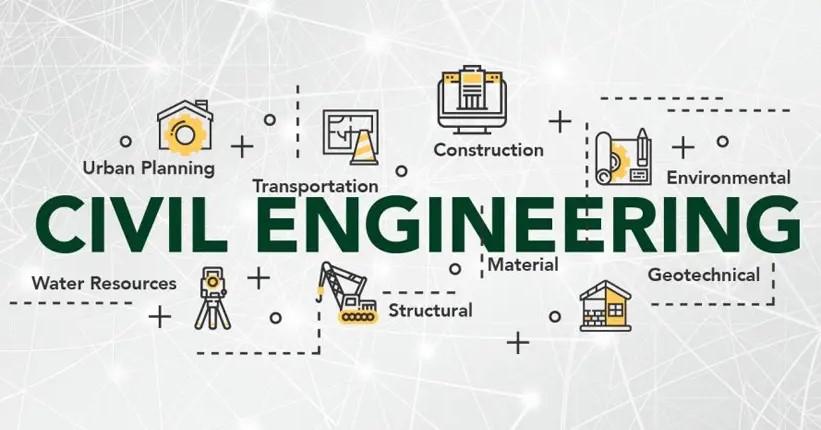 Construction
Urban Planning
Environmental
Transportation
CIVIL ENGINEERING
Material
Geotechnical
Water Resources
Structural